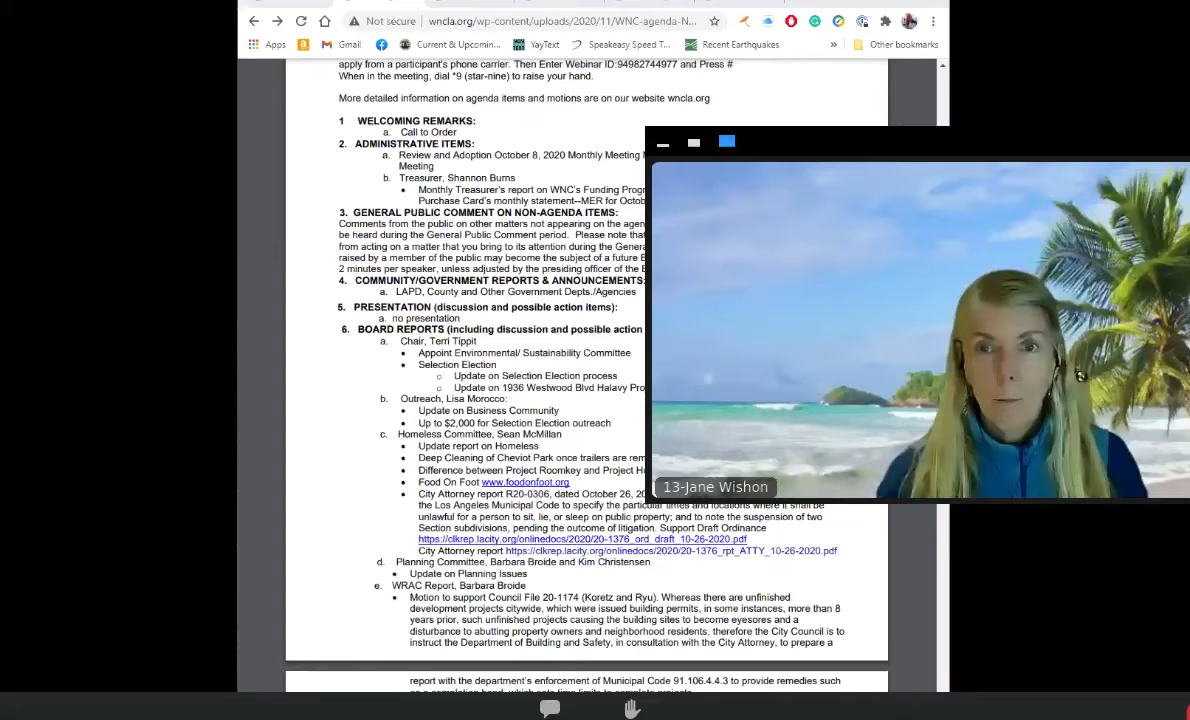 Not secure wncla.org/wp-content/uploads/2020/11/WNC-agenda-N...
Apps Gmail Current & Upcomin... YayText Speakeasy Speed T... Recent Earthquakes » Other bookmarks
apply from a participant's phone carrier. Then Enter Webinar ID:94982744977 and Press #
When in the meeting, dial *9 (star-nine) to raise your hand.
More detailed information on agenda items and motions are on our website wncla.org
1 WELCOMING REMARKS:
a. Call to Order
2. ADMINISTRATIVE ITEMS:
a. Review and Adoption October 8, 2020 Monthly Meeting
Meeting
b. Treasurer, Shannon Burns
• Monthly Treasurer's report on WNC's Funding
Purchase Card's monthly statement--MER for
3. GENERAL PUBLIC COMMENT ON NON-AGENDA ITEMS:
Comments from the public on other matters not appearing on the
be heard during the General Public Comment period. Please note
from acting on a matter that you bring to its attention during the
raised by a member of the public may become the subject of a future
2 minutes per speaker, unless adjusted by the presiding officer of the
4. COMMUNITY/GOVERNMENT REPORTS & ANNOUNCEMENTS:
a. LAPD, County and Other Government Depts./Agencies
5. PRESENTATION (discussion and possible action items):
a. no presentation
6. BOARD REPORTS (including discussion and possible action
a. Chair, Terri Tippit
• Appoint Environmental/ Sustainability Committee
• Selection Election
○ Update on Selection Election process
○ Update on 1936 Westwood Blvd Halavy
b. Outreach, Lisa Morocco:
• Update on Business Community
• Up to $2,000 for Selection Election outreach
c. Homeless Committee, Sean McMillan
• Update report on Homeless
• Deep Cleaning of Cheviot Park once trailers are
• Difference between Project Roomkey and Project
• Food On Foot www.foodonfoot.org
• City Attorney report R20-0306, dated October 26,
the Los Angeles Municipal Code to specify the particular times and locations where it shall be
unlawful for a person to sit, lie, or sleep on public property; and to note the suspension of two
Section subdivisions, pending the outcome of litigation. Support Draft Ordinance
https://clkrep.lacity.org/onlinedocs/2020/20-1376_ord_draft_10-26-2020.pdf
City Attorney report https://clkrep.lacity.org/onlinedocs/2020/20-1376_rpt_ATTY_10-26-2020.pdf
d. Planning Committee, Barbara Broide and Kim Christensen
• Update on Planning Issues
e. WRAC Report, Barbara Broide
• Motion to support Council File 20-1174 (Koretz and Ryu). Whereas there are unfinished
development projects citywide, which were issued building permits, in some instances, more than 8
years prior, such unfinished projects causing the building sites to become eyesores and a
disturbance to abutting property owners and neighborhood residents, therefore the City Council is to
instruct the Department of Building and Safety, in consultation with the City Attorney, to prepare a
report with the department's enforcement of Municipal Code 91.106.4.4.3 to provide remedies such
13-Jane Wishon